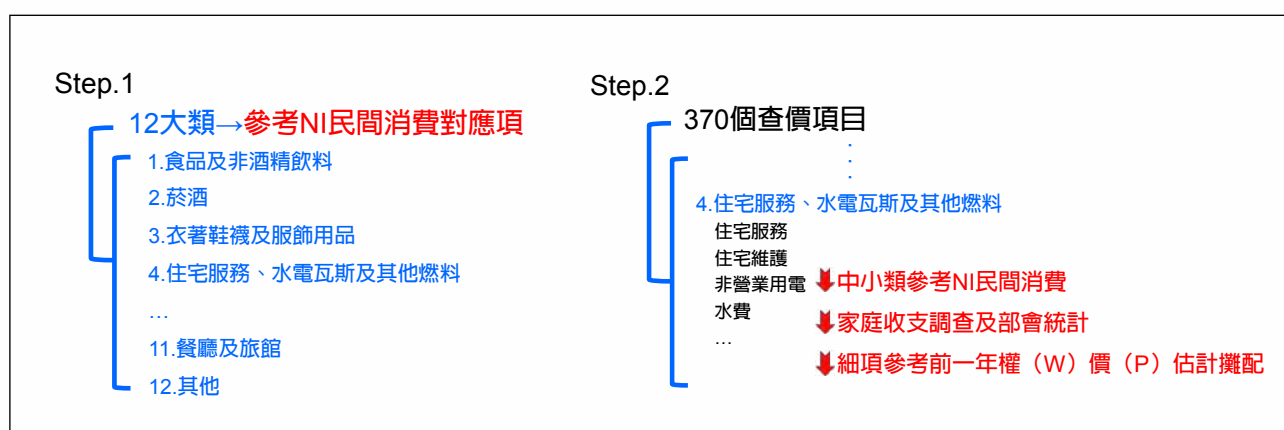 Step.1
12大類→參考NI民間消費對應項
1.食品及非酒精飲料
2.菸酒
3.衣著鞋襪及服飾用品
4.住宅服務、水電瓦斯及其他燃料
…
11.餐廳及旅館
12.其他
Step.2
370個查價項目
⋮
4.住宅服務、水電瓦斯及其他燃料
住宅服務
住宅維護
非營業用電
水費
…
中小類參考NI民間消費
家庭收支調查及部會統計
細項參考前一年權（W）價（P）估計攤配